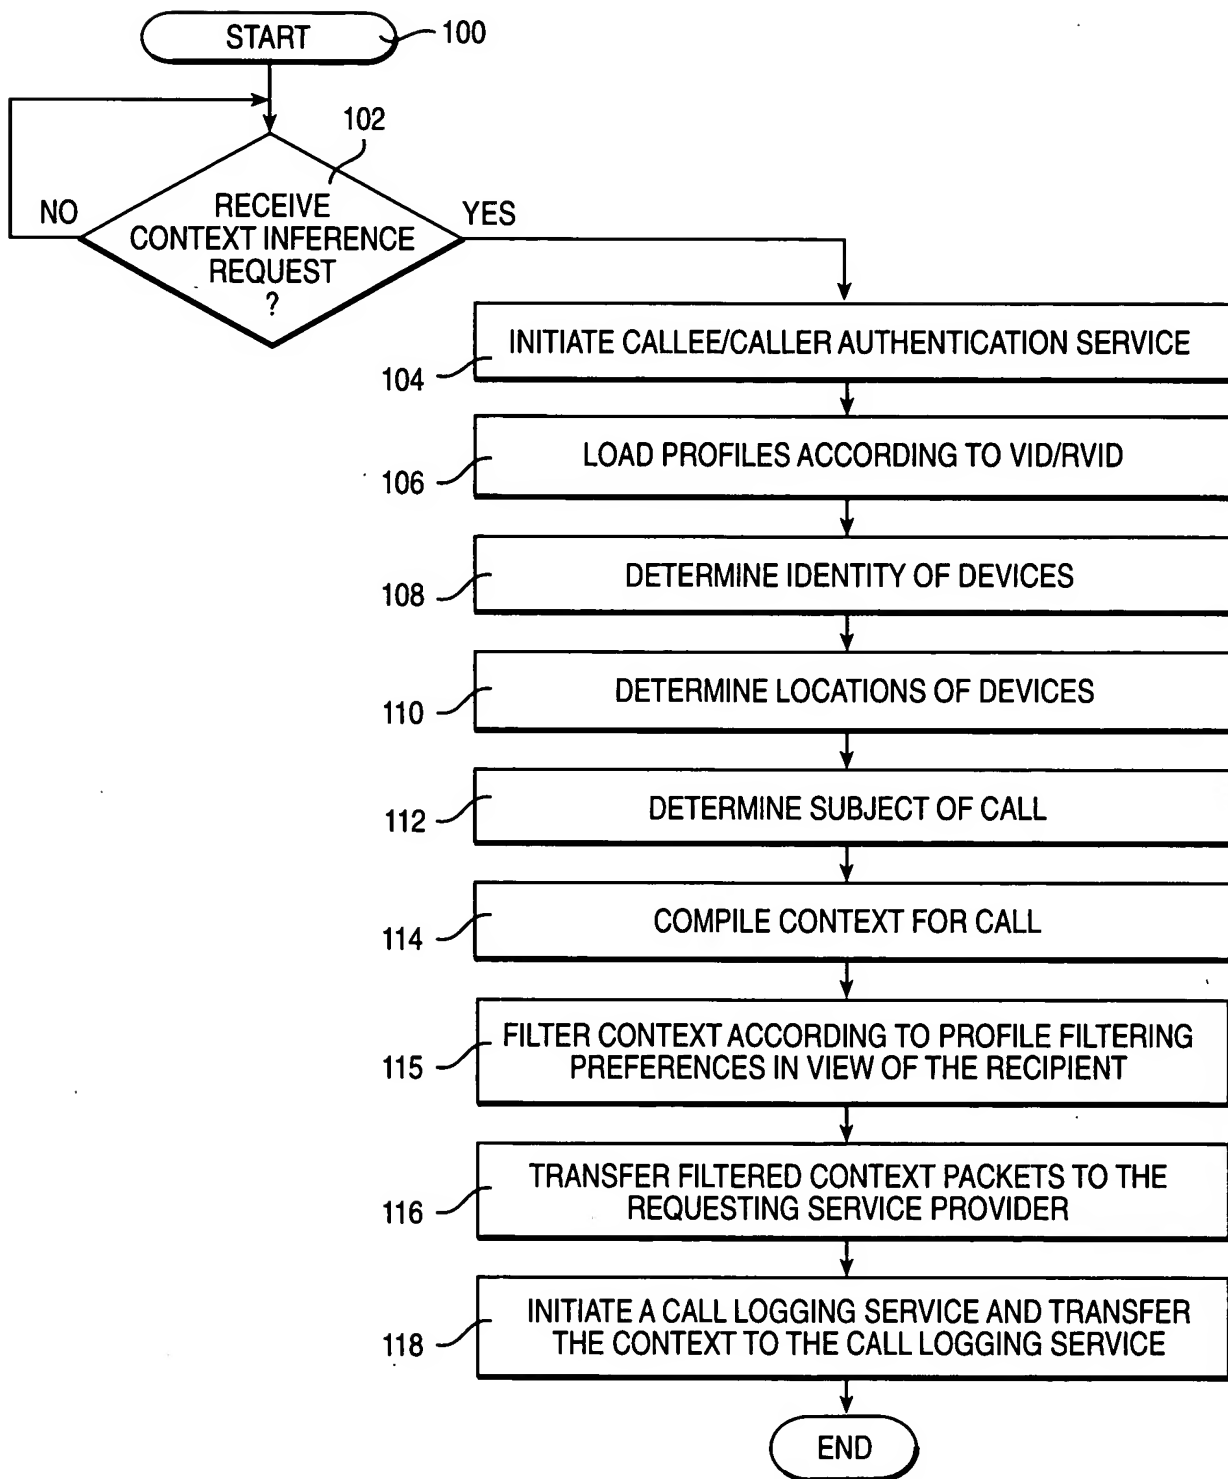 START
100
102
RECEIVE
CONTEXT INFERENCE
REQUEST
?
NO
YES
INITIATE CALLEE/CALLER AUTHENTICATION SERVICE
104
LOAD PROFILES ACCORDING TO VID/RVID
106
DETERMINE IDENTITY OF DEVICES
108
DETERMINE LOCATIONS OF DEVICES
110
DETERMINE SUBJECT OF CALL
112
COMPILE CONTEXT FOR CALL
114
FILTER CONTEXT ACCORDING TO PROFILE FILTERING
PREFERENCES IN VIEW OF THE RECIPIENT
115
TRANSFER FILTERED CONTEXT PACKETS TO THE
REQUESTING SERVICE PROVIDER
116
INITIATE A CALL LOGGING SERVICE AND TRANSFER
THE CONTEXT TO THE CALL LOGGING SERVICE
118
END